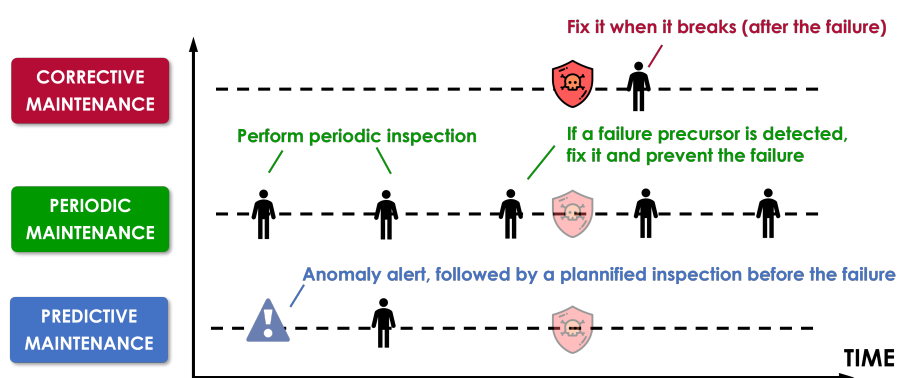 Fix it when it breaks (after the failure)
CORRECTIVE
MAINTENANCE
Perform periodic inspection
If a failure precursor is detected,
fix it and prevent the failure
PERIODIC
MAINTENANCE
Anomaly alert, followed by a plannified inspection before the failure
PREDICTIVE
MAINTENANCE
TIME